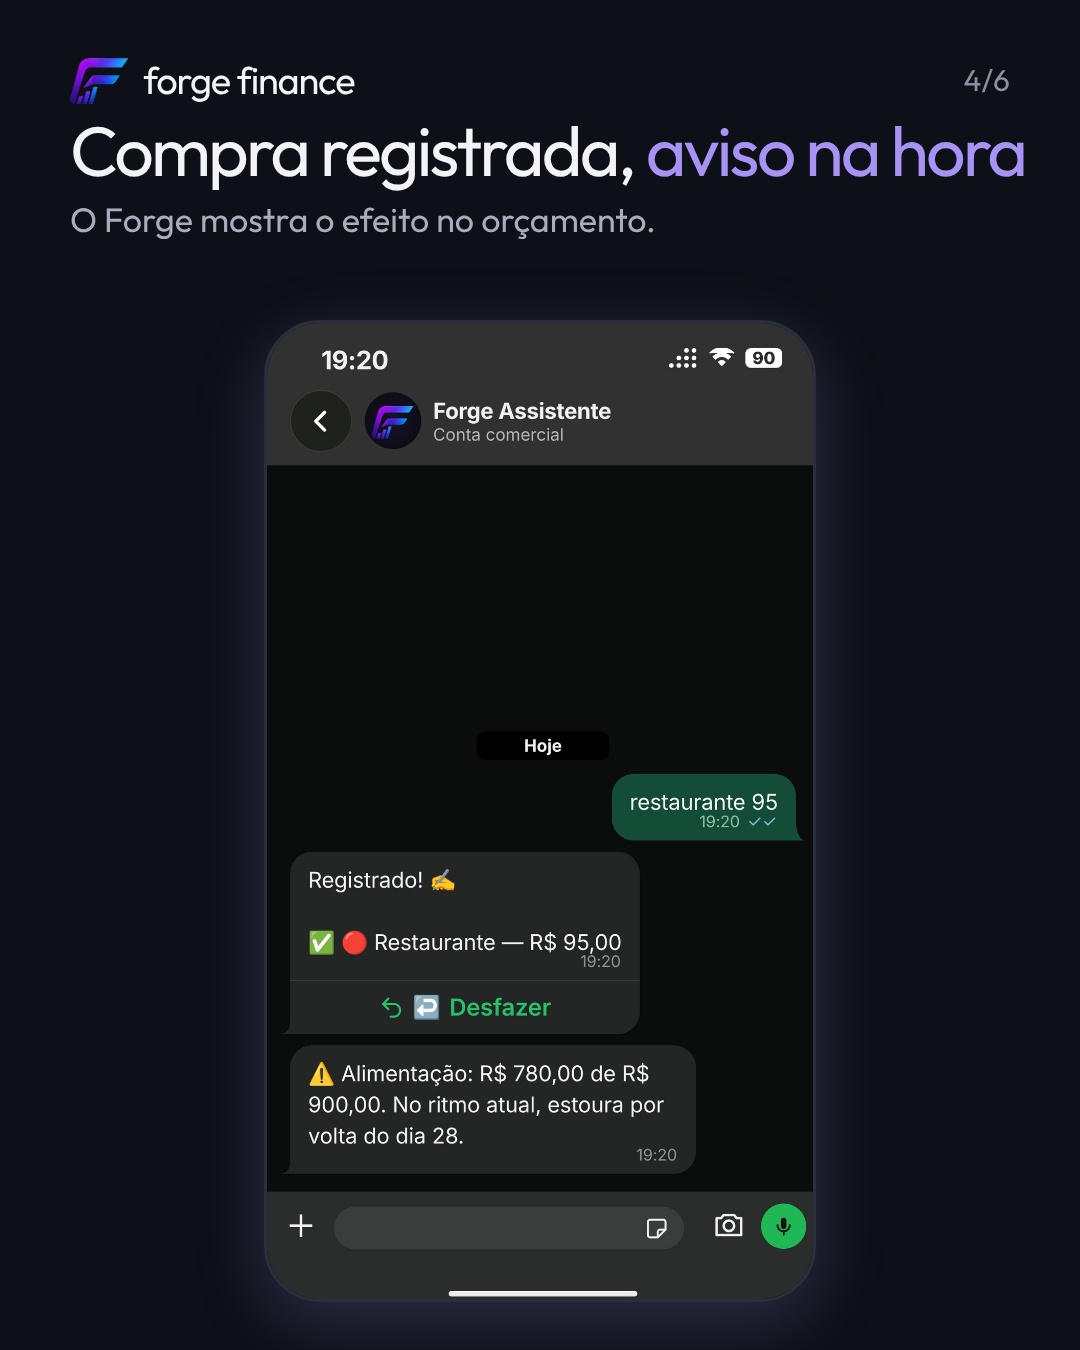 forge finance
4/6
Compra registrada, aviso na hora
O Forge mostra o efeito no orçamento.
19:20
90
Forge Assistente
Conta comercial
Hoje
restaurante 95
19:20
Registrado! ✍️
✅ 🔴 Restaurante — R$ 95,00
19:20
↩️ Desfazer
⚠️ Alimentação: R$ 780,00 de R$
900,00. No ritmo atual, estoura por
volta do dia 28.
19:20